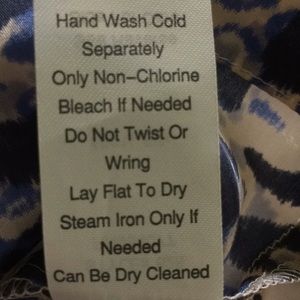 Hand Wash Cold
Separately
Only Non-Chlorine
Bleach If Needed
Do Not Twist Or
Wring
Lay Flat To Dry
Steam Iron Only If
Needed
Can Be Dry Cleaned